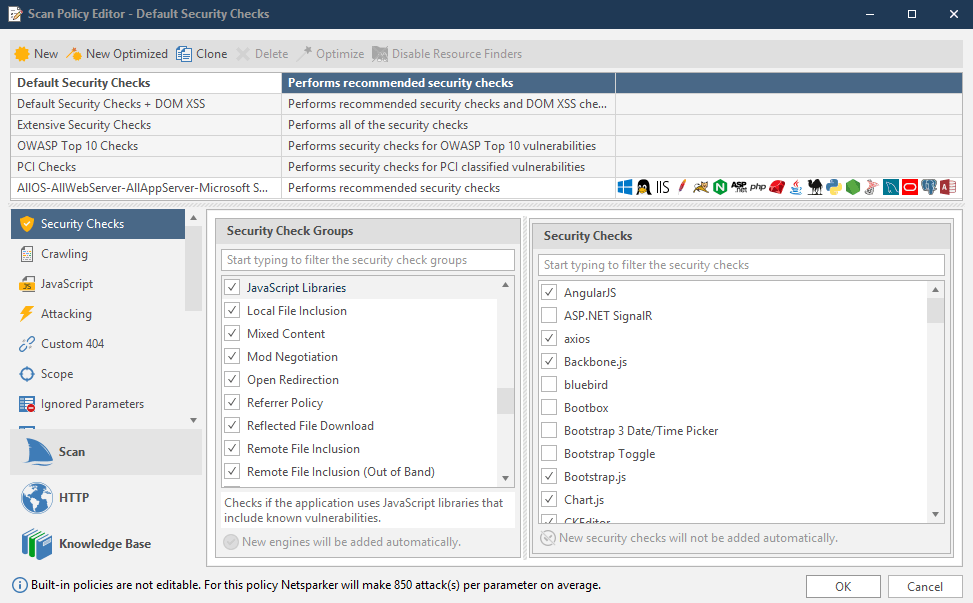 Scan Policy Editor - Default Security Checks
New New Optimized Clone Delete Optimize Disable Resource Finders
Default Security Checks Performs recommended security checks
Default Security Checks + DOM XSS Performs recommended security checks and DOM XSS che...
Extensive Security Checks Performs all of the security checks
OWASP Top 10 Checks Performs security checks for OWASP Top 10 vulnerabilities
PCI Checks Performs security checks for PCI classified vulnerabilities
AllOS-AllWebServer-AllAppServer-Microsoft S... Performs recommended security checks IIS ASP.net php
Security Checks
Crawling
JS JavaScript
Attacking
Custom 404
Scope
Ignored Parameters
Scan
HTTP
Knowledge Base
Security Check Groups
Start typing to filter the security check groups
JavaScript Libraries
Local File Inclusion
Mixed Content
Mod Negotiation
Open Redirection
Referrer Policy
Reflected File Download
Remote File Inclusion
Remote File Inclusion (Out of Band)
Checks if the application uses JavaScript libraries that
include known vulnerabilities.
New engines will be added automatically.
Security Checks
Start typing to filter the security checks
AngularJS
ASP.NET SignalR
axios
Backbone.js
bluebird
Bootbox
Bootstrap 3 Date/Time Picker
Bootstrap Toggle
Bootstrap.js
Chart.js
CKEditor
New security checks will not be added automatically.
Built-in policies are not editable. For this policy Netsparker will make 850 attack(s) per parameter on average.
OK Cancel